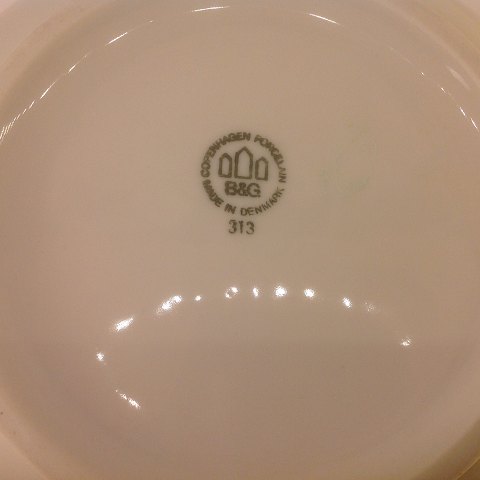 COPENHAGEN PORCELAIN
B&G
MADE IN DENMARK
313